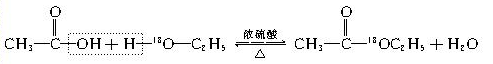 O O
CH₃—C—OH + H—¹⁸O—C₂H₅ 浓硫酸 ⇌ △ CH₃—C—¹⁸OC₂H₅ + H₂O